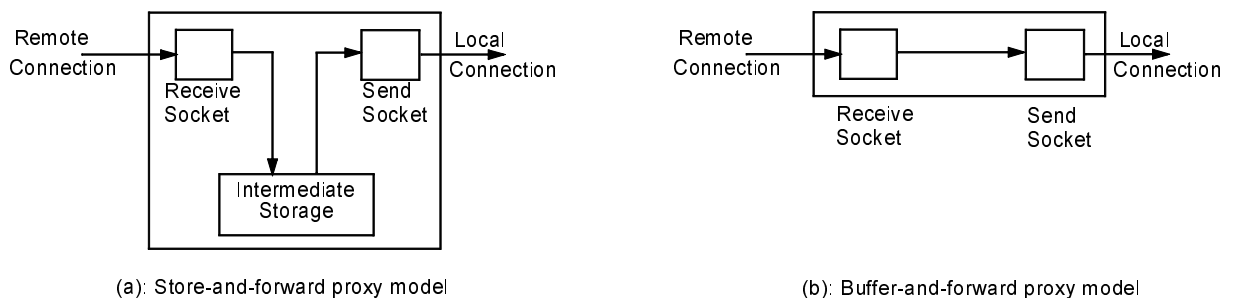 Remote
Connection
Receive
Socket
Send
Socket
Local
Connection
Intermediate
Storage
(a): Store-and-forward proxy model
Remote
Connection
Receive
Socket
Send
Socket
Local
Connection
(b): Buffer-and-forward proxy model